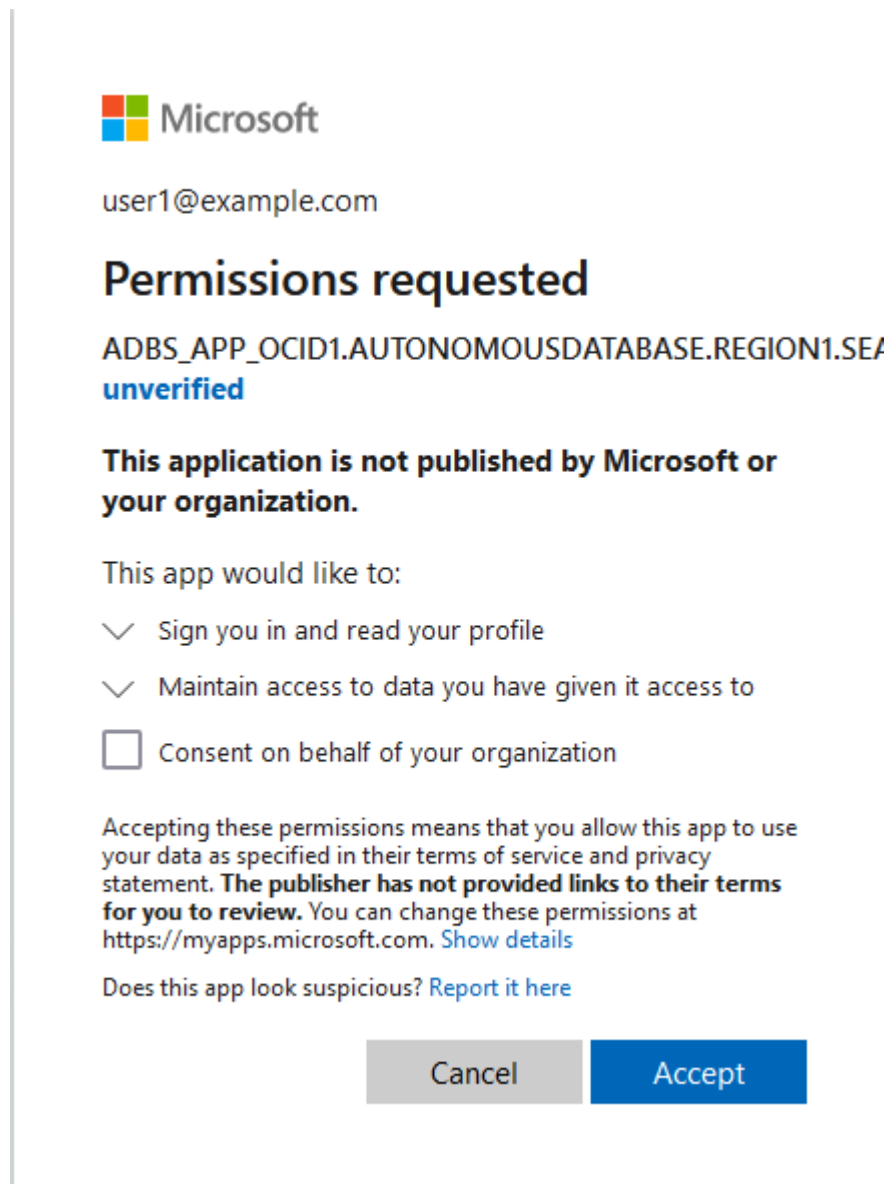 Microsoft
user1@example.com
Permissions requested
ADBS_APP_OCID1.AUTONOMOUSDATABASE.REGION1.SEA
unverified
This application is not published by Microsoft or
your organization.
This app would like to:
Sign you in and read your profile
Maintain access to data you have given it access to
Consent on behalf of your organization
Accepting these permissions means that you allow this app to use
your data as specified in their terms of service and privacy
statement. The publisher has not provided links to their terms
for you to review. You can change these permissions at
https://myapps.microsoft.com. Show details
Does this app look suspicious? Report it here
Cancel Accept